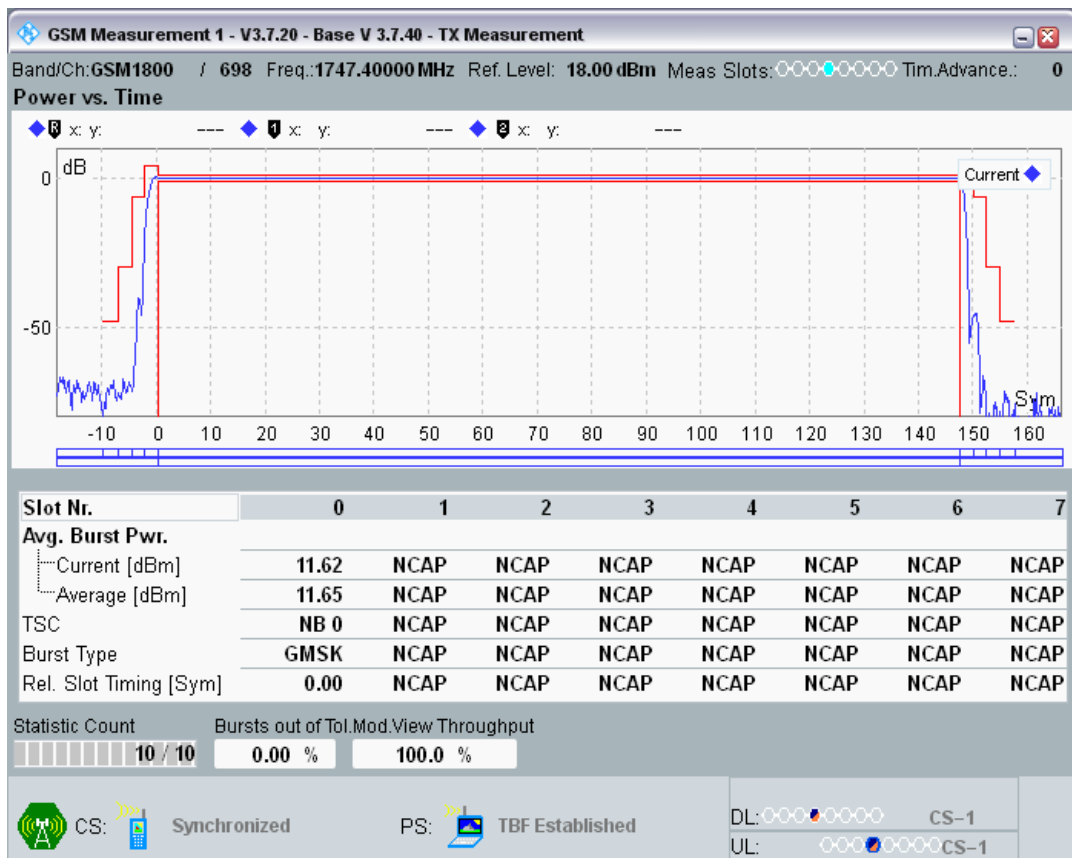 GSM Measurement 1 - V3.7.20 - Base V 3.7.40 - TX Measurement
Band/Ch:GSM1800 / 698 Freq.:1747.40000 MHz Ref. Level: 18.00 dBm Meas Slots: Tim.Advance.: 0
Power vs. Time
R x: y: --- 1 x: y: --- 2 x: y: ---
dB
Current
0
-50
Sym
-10 0 10 20 30 40 50 60 70 80 90 100 110 120 130 140 150 160
Slot Nr. 0 1 2 3 4 5 6 7
Avg. Burst Pwr.
Current [dBm] 11.62 NCAP NCAP NCAP NCAP NCAP NCAP NCAP
Average [dBm] 11.65 NCAP NCAP NCAP NCAP NCAP NCAP NCAP
TSC NB 0 NCAP NCAP NCAP NCAP NCAP NCAP NCAP
Burst Type GMSK NCAP NCAP NCAP NCAP NCAP NCAP NCAP
Rel. Slot Timing [Sym] 0.00 NCAP NCAP NCAP NCAP NCAP NCAP NCAP
Statistic Count Bursts out of Tol.Mod.View Throughput
10 / 10 0.00 % 100.0 %
CS: Synchronized PS: TBF Established DL: CS-1
UL: CS-1